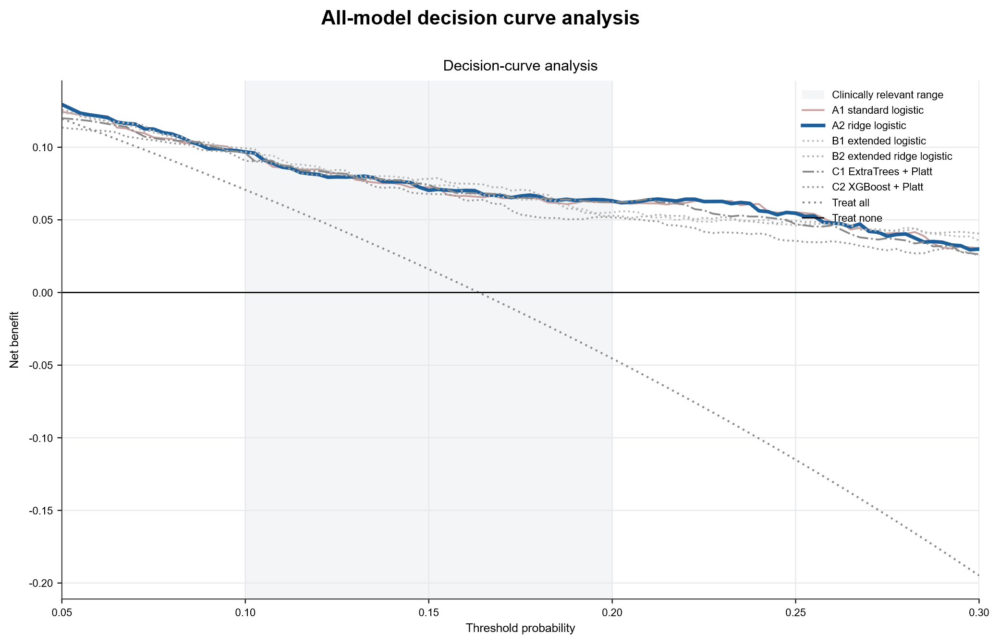 All-model decision curve analysis
Decision-curve analysis
Clinically relevant range
A1 standard logistic
A2 ridge logistic
B1 extended logistic
B2 extended ridge logistic
C1 ExtraTrees + Platt
C2 XGBoost + Platt
Treat all
Treat none
Net benefit
0.10
0.05
0.00
-0.05
-0.10
-0.15
-0.20
0.05
0.10
0.15
0.20
0.25
0.30
Threshold probability